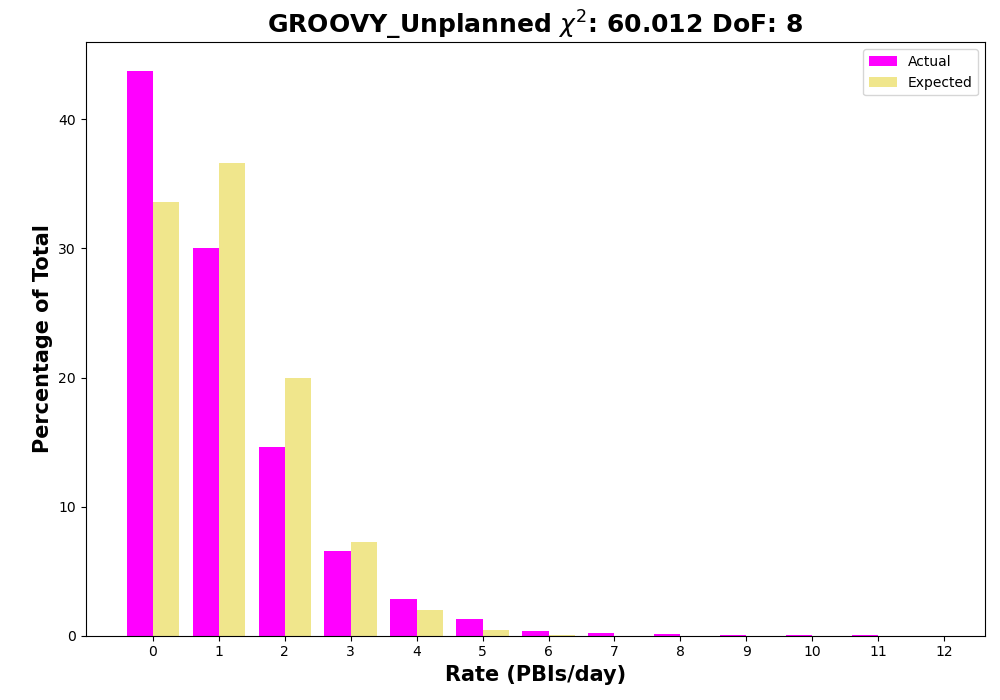 GROOVY_Unplanned χ²: 60.012 DoF: 8
Actual
Expected
Percentage of Total
40
30
20
10
0
0 1 2 3 4 5 6 7 8 9 10 11 12
Rate (PBIs/day)